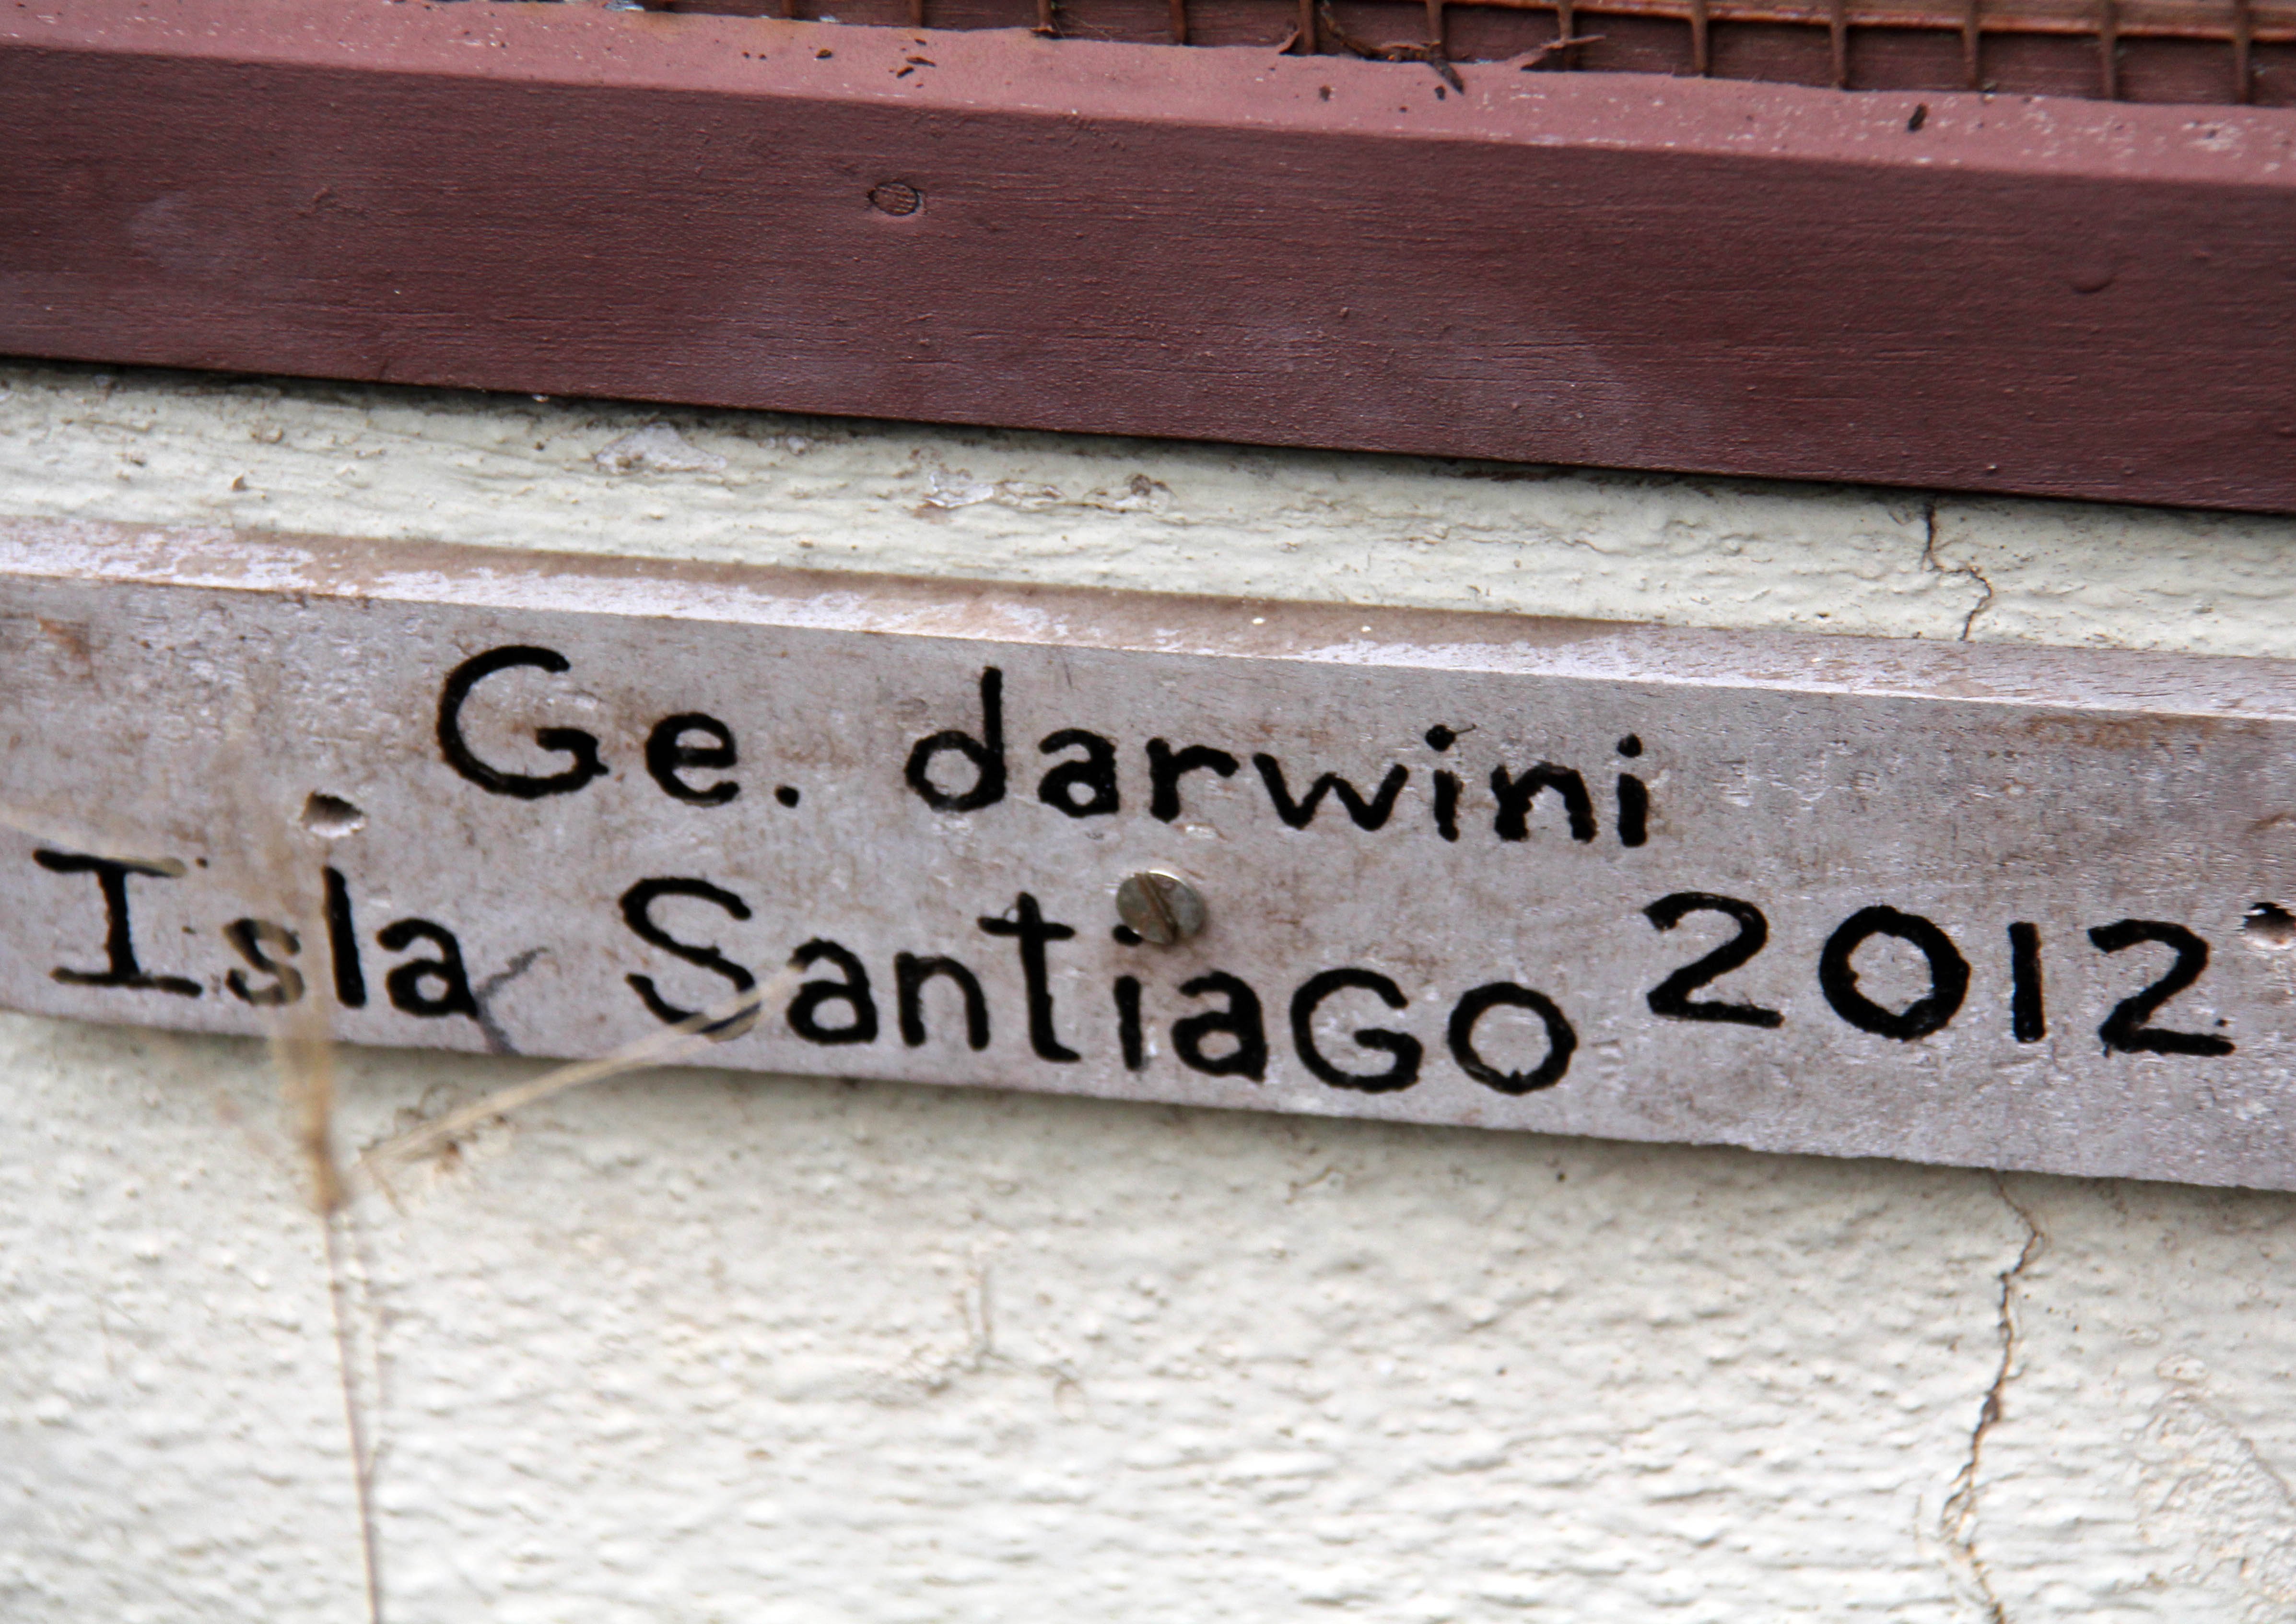 Ge. darwini
Isla Santiago 2012